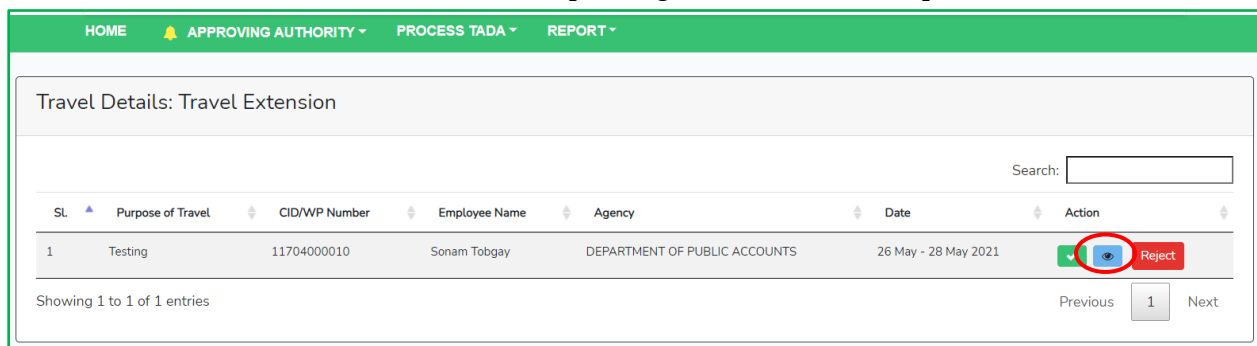 HOME APPROVING AUTHORITY PROCESS TADA REPORT
Travel Details: Travel Extension
Search:
SL Purpose of Travel CID/WP Number Employee Name Agency Date Action
1 Testing 11704000010 Sonam Tobgay DEPARTMENT OF PUBLIC ACCOUNTS 26 May - 28 May 2021 Reject
Showing 1 to 1 of 1 entries Previous 1 Next